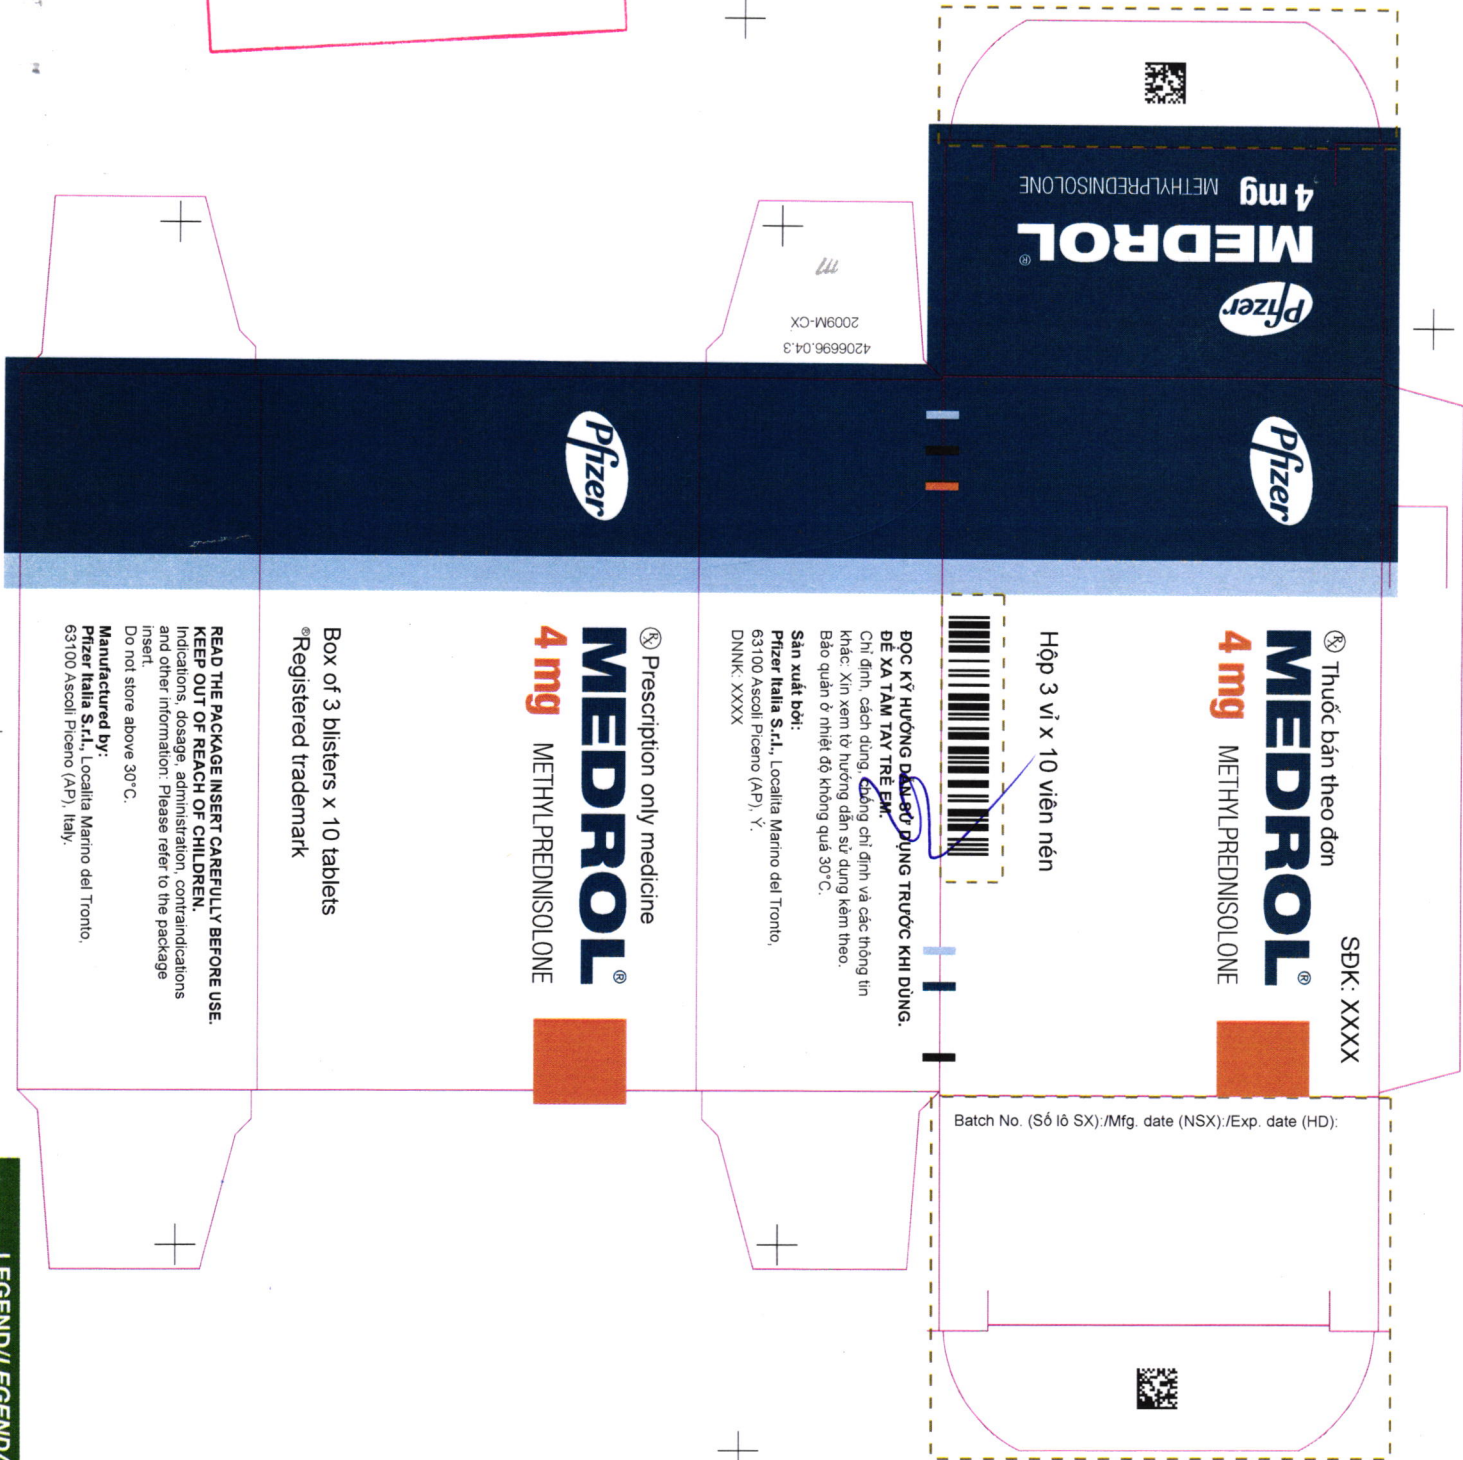 MEDROL®
4 mg METHYLPREDNISOLONE
Pfizer
4206696.04.3
2009M-CX
Pfizer
Pfizer
℞ Thuốc bán theo đơn
SĐK: XXXX
MEDROL®
4 mg METHYLPREDNISOLONE
Hộp 3 vỉ x 10 viên nén
ĐỌC KỸ HƯỚNG DẪN SỬ DỤNG TRƯỚC KHI DÙNG.
ĐỂ XA TẦM TAY TRẺ EM.
Chỉ định, cách dùng, chống chỉ định và các thông tin
khác: Xin xem tờ hướng dẫn sử dụng kèm theo.
Bảo quản ở nhiệt độ không quá 30°C.
Sản xuất bởi:
Pfizer Italia S.r.l., Localita Marino del Tronto,
63100 Ascoli Piceno (AP), Ý.
DNNK: XXXX
℞ Prescription only medicine
MEDROL®
4 mg METHYLPREDNISOLONE
Box of 3 blisters x 10 tablets
®Registered trademark
READ THE PACKAGE INSERT CAREFULLY BEFORE USE.
KEEP OUT OF REACH OF CHILDREN.
Indications, dosage, administration, contraindications
and other information: Please refer to the package
insert.
Do not store above 30°C.
Manufactured by:
Pfizer Italia S.r.l., Localita Marino del Tronto,
63100 Ascoli Piceno (AP), Italy.
Batch No. (Số lô SX):/Mfg. date (NSX):/Exp. date (HD):
LEGEND/LEGENDA